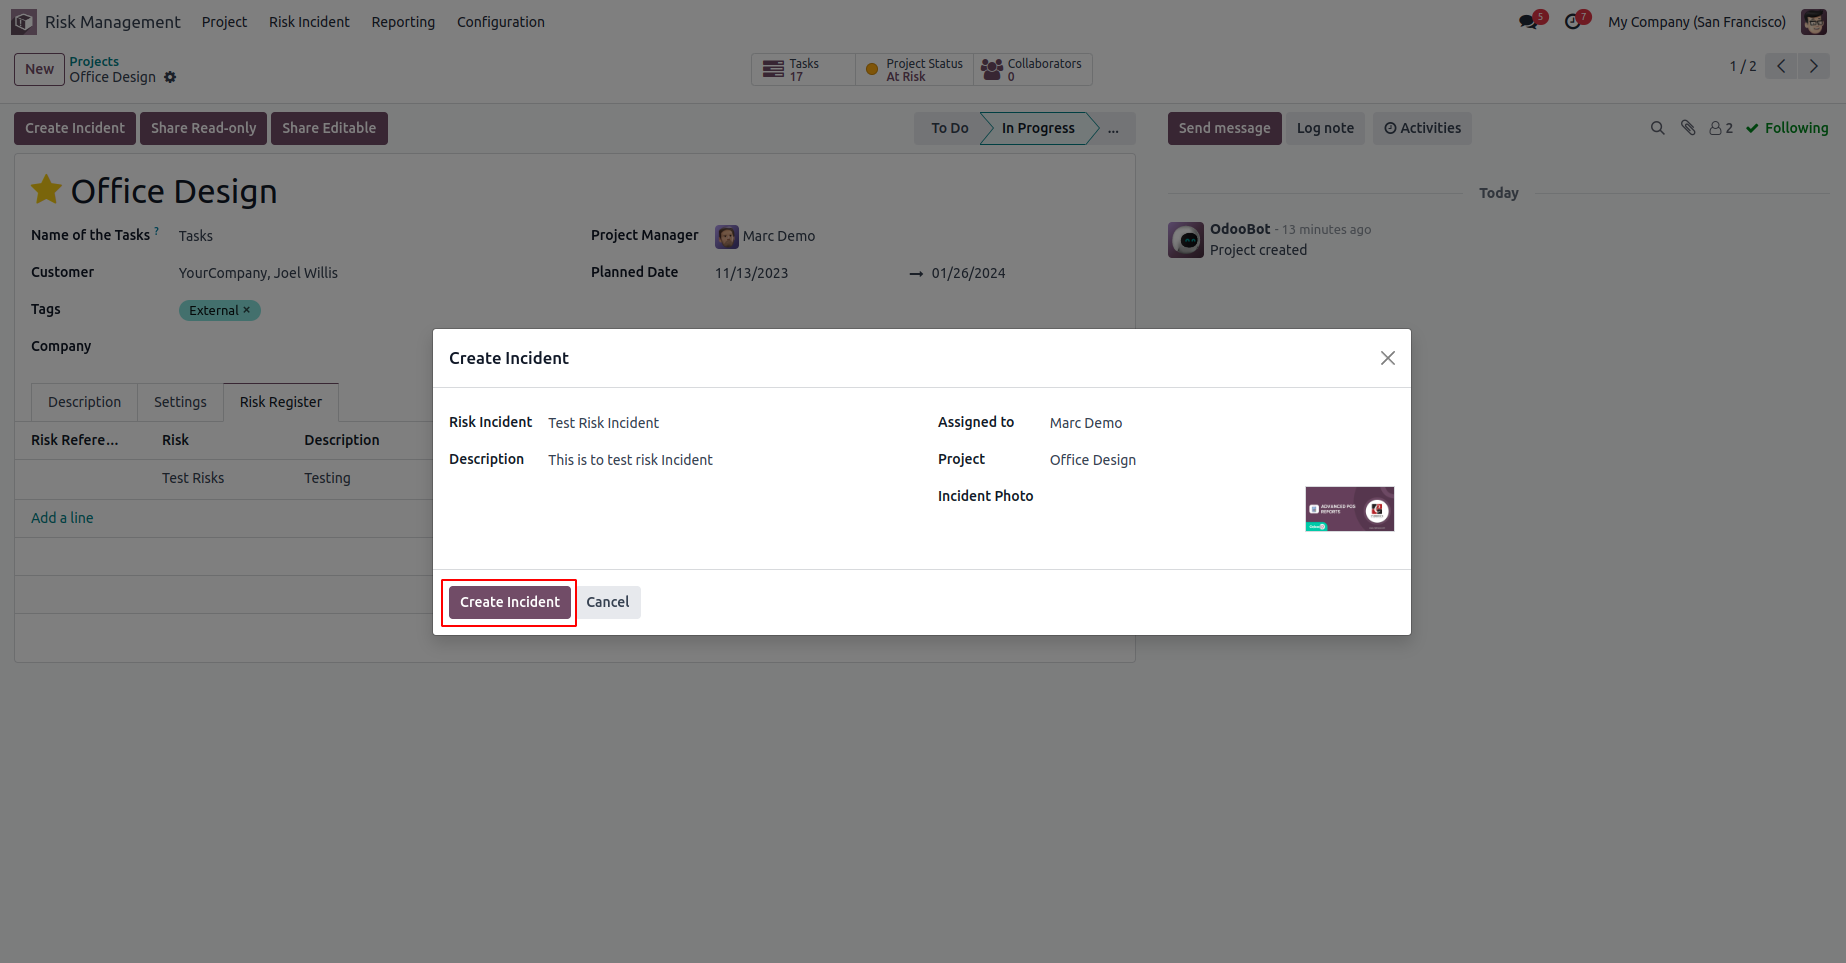 Risk Management Project Risk Incident Reporting Configuration 5 7 My Company (San Francisco)
New Projects
Office Design
Tasks
17
Project Status
At Risk
Collaborators
0
1 / 2
Create Incident Share Read-only Share Editable To Do In Progress ... Send message Log note Activities 2 Following
Office Design
Today
Name of the Tasks ? Tasks
Project Manager Marc Demo
OdooBot - 13 minutes ago
Project created
Customer YourCompany, Joel Willis
Planned Date 11/13/2023 → 01/26/2024
Tags External ×
Company
Create Incident
Description Settings Risk Register
Risk Incident Test Risk Incident Assigned to Marc Demo
Risk Refere... Risk Description
Description This is to test risk Incident Project Office Design
Test Risks Testing
Incident Photo
ADVANCED POS
REPORTS
Add a line
Create Incident Cancel